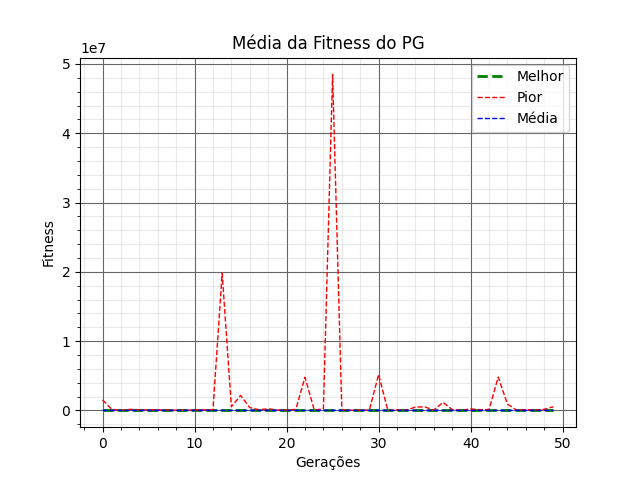 Média da Fitness do PG
1e7
5
4
3
2
1
0
Fitness
0 10 20 30 40 50
Gerações
Melhor
Pior
Média